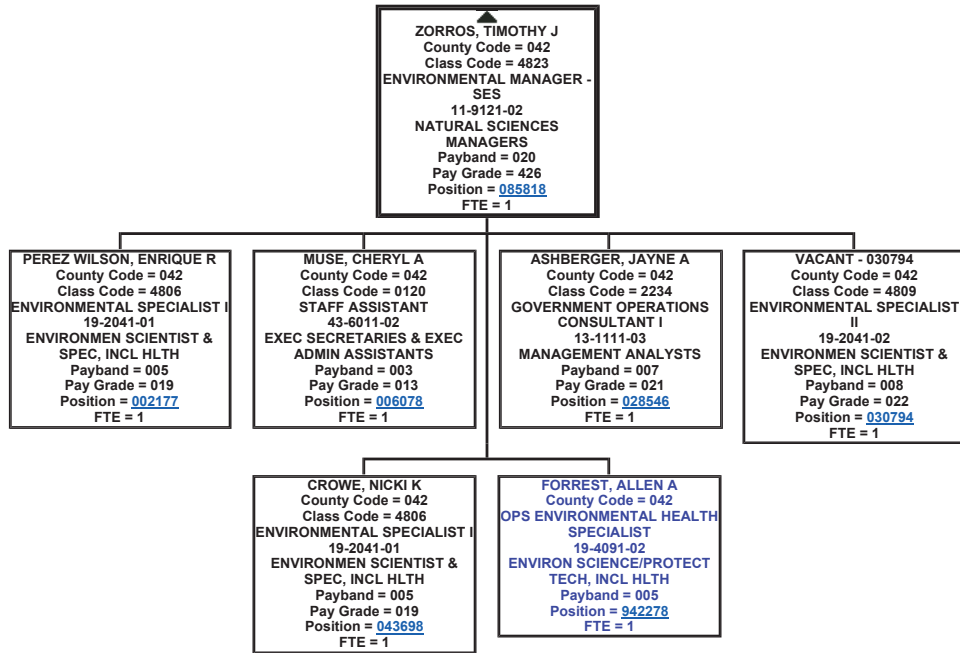 ZORROS, TIMOTHY J
County Code = 042
Class Code = 4823
ENVIRONMENTAL MANAGER -
SES
11-9121-02
NATURAL SCIENCES
MANAGERS
Payband = 020
Pay Grade = 426
Position = 085818
FTE = 1
PEREZ WILSON, ENRIQUE R
County Code = 042
Class Code = 4806
ENVIRONMENTAL SPECIALIST I
19-2041-01
ENVIRONMEN SCIENTIST &
SPEC, INCL HLTH
Payband = 005
Pay Grade = 019
Position = 002177
FTE = 1
MUSE, CHERYL A
County Code = 042
Class Code = 0120
STAFF ASSISTANT
43-6011-02
EXEC SECRETARIES & EXEC
ADMIN ASSISTANTS
Payband = 003
Pay Grade = 013
Position = 006078
FTE = 1
ASHBERGER, JAYNE A
County Code = 042
Class Code = 2234
GOVERNMENT OPERATIONS
CONSULTANT I
13-1111-03
MANAGEMENT ANALYSTS
Payband = 007
Pay Grade = 021
Position = 028546
FTE = 1
VACANT - 030794
County Code = 042
Class Code = 4809
ENVIRONMENTAL SPECIALIST
II
19-2041-02
ENVIRONMEN SCIENTIST &
SPEC, INCL HLTH
Payband = 008
Pay Grade = 022
Position = 030794
FTE = 1
CROWE, NICKI K
County Code = 042
Class Code = 4806
ENVIRONMENTAL SPECIALIST I
19-2041-01
ENVIRONMEN SCIENTIST &
SPEC, INCL HLTH
Payband = 005
Pay Grade = 019
Position = 043698
FTE = 1
FORREST, ALLEN A
County Code = 042
OPS ENVIRONMENTAL HEALTH
SPECIALIST
19-4091-02
ENVIRON SCIENCE/PROTECT
TECH, INCL HLTH
Payband = 005
Position = 942278
FTE = 1